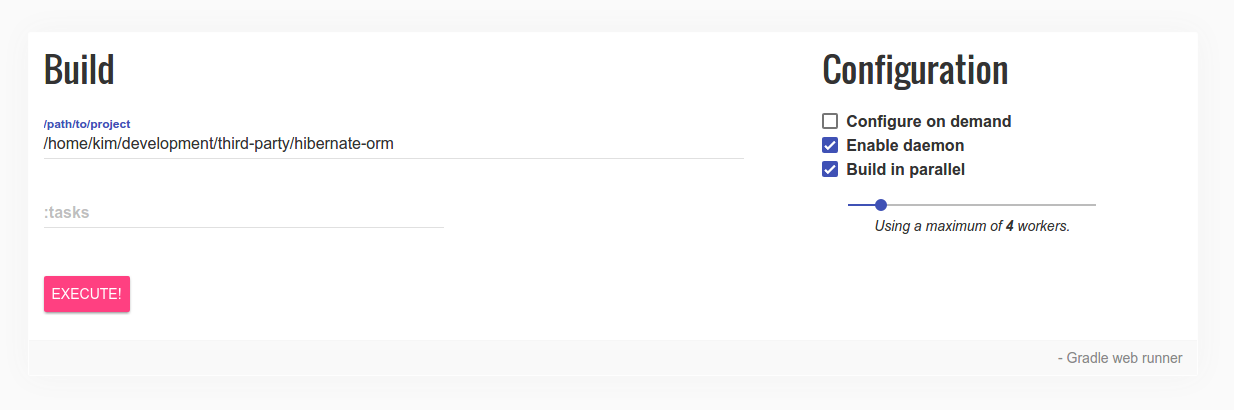 Build
/path/to/project
/home/kim/development/third-party/hibernate-orm
:tasks
EXECUTE!
Configuration
Configure on demand
Enable daemon
Build in parallel
Using a maximum of 4 workers.
- Gradle web runner